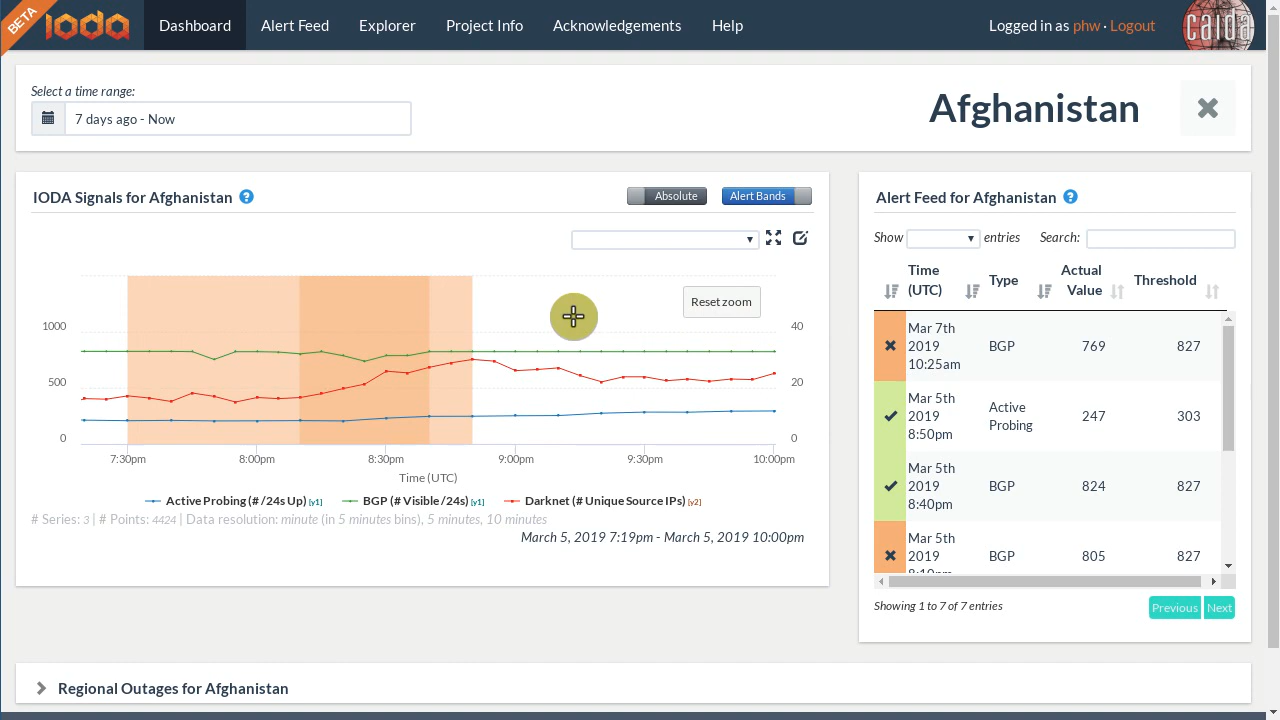 BETA
IODA
Dashboard
Alert Feed
Explorer
Project Info
Acknowledgements
Help
Logged in as phw · Logout
caida
Select a time range:
7 days ago - Now
Afghanistan
IODA Signals for Afghanistan
Absolute
Alert Bands
Reset zoom
1000
500
0
40
20
0
7:30pm
8:00pm
8:30pm
9:00pm
9:30pm
10:00pm
Time (UTC)
Active Probing (# /24s Up) [y1]
BGP (# Visible /24s) [y1]
Darknet (# Unique Source IPs) [y2]
# Series: 3 | # Points: 4424 | Data resolution: minute (in 5 minutes bins), 5 minutes, 10 minutes
March 5, 2019 7:19pm - March 5, 2019 10:00pm
Alert Feed for Afghanistan
Show entries
Search:
Time (UTC)
Type
Actual Value
Threshold
Mar 7th 2019 10:25am
BGP
769
827
Mar 5th 2019 8:50pm
Active Probing
247
303
Mar 5th 2019 8:40pm
BGP
824
827
Mar 5th 2019 8:10pm
BGP
805
827
Showing 1 to 7 of 7 entries
Previous
Next
Regional Outages for Afghanistan